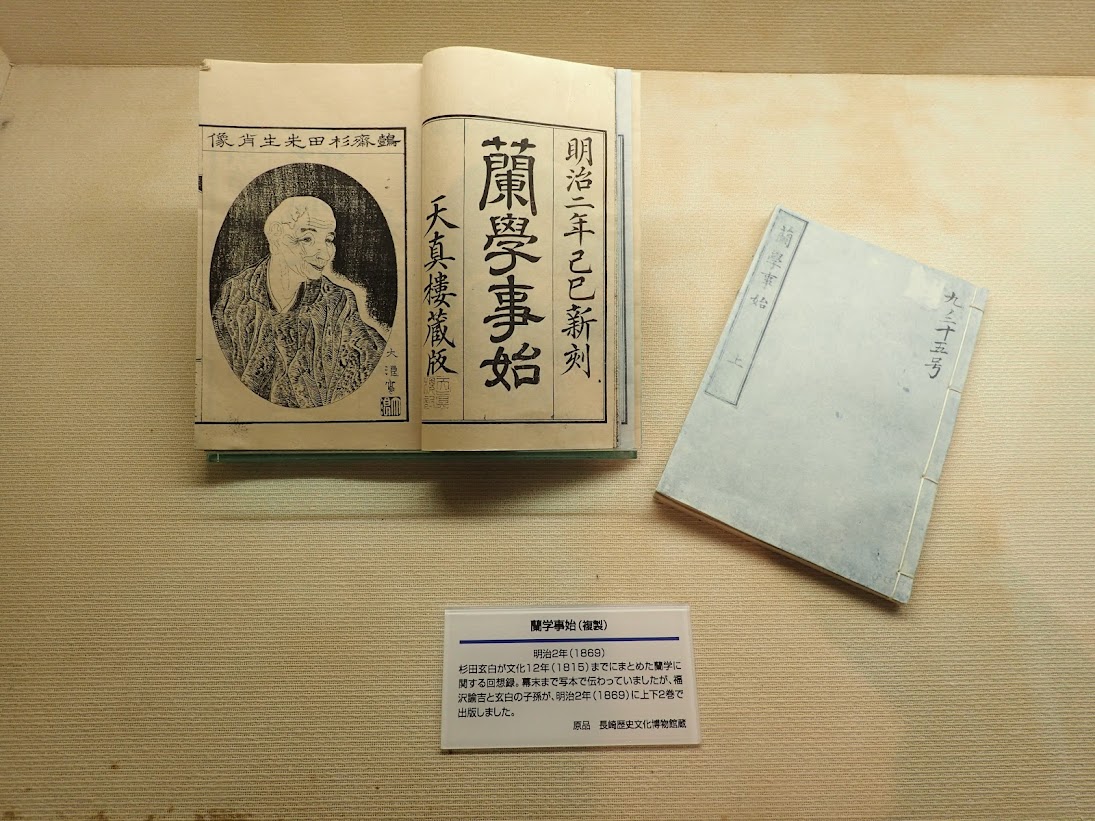 明治二年己巳新刻
蘭學事始
天真樓蔵版
鷧齋杉田先生肖像
蘭學事始 上
蘭学事始(複製)
明治2年(1869)
杉田玄白が文化12年(1815)までにまとめた蘭学に
関する回想録。幕末まで写本で伝わっていましたが、福
沢諭吉と玄白の子孫が、明治2年(1869)に上下2巻で
出版しました。
原品 長崎歴史文化博物館蔵